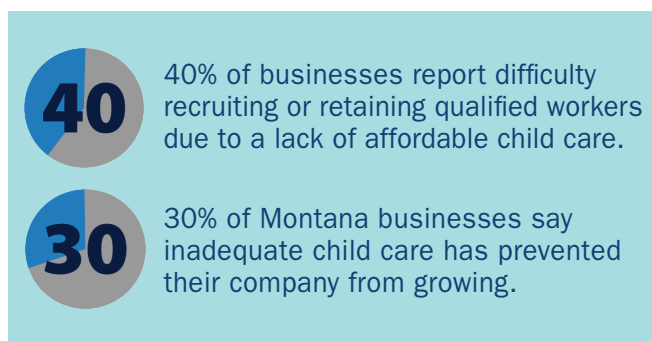 40
40% of businesses report difficulty
recruiting or retaining qualified workers
due to a lack of affordable child care.
30
30% of Montana businesses say
inadequate child care has prevented
their company from growing.